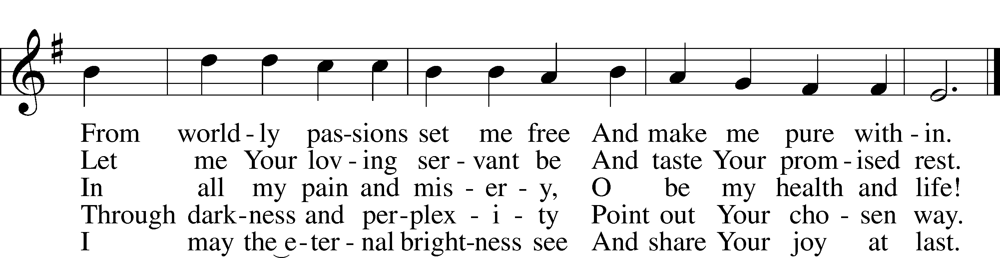 From world - ly pas-sions set me free And make me pure with - in.
Let me Your lov - ing ser - vant be And taste Your prom - ised rest.
In all my pain and mis - er - y, O be my health and life!
Through dark-ness and per-plex - i - ty Point out Your cho - sen way.
I may the e-ter - nal bright-ness see And share Your joy at last.